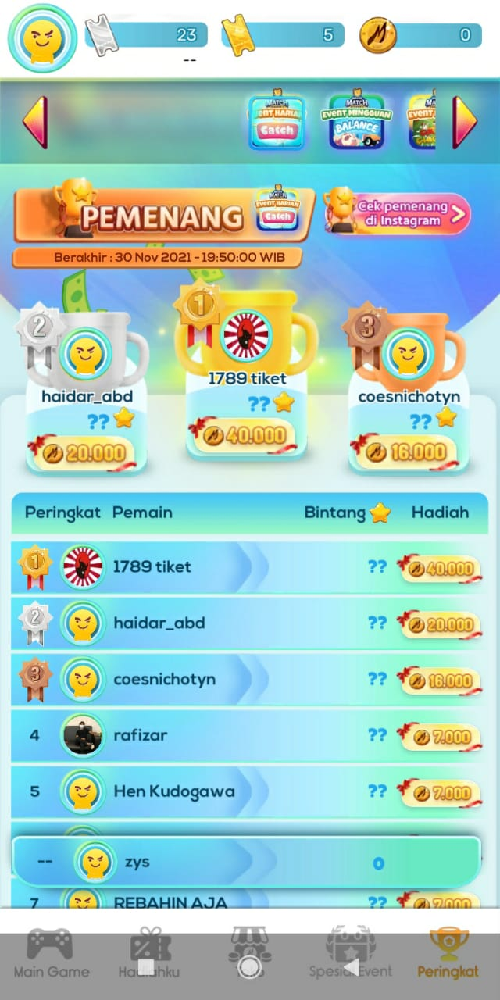 23
5
0
--
MATCH
EVENT HARIAN
Catch
MATCH
EVENT MINGGUAN
BALANCE
PEMENANG
MATCH
EVENT HARIAN
Catch
Cek pemenang
di Instagram
Berakhir : 30 Nov 2021 - 19:50:00 WIB
2
haidar_abd
??
20.000
1
1789 tiket
??
40.000
3
coesnichotyn
??
16.000
Peringkat Pemain Bintang Hadiah
1 1789 tiket ?? 40.000
2 haidar_abd ?? 20.000
3 coesnichotyn ?? 16.000
4 rafizar ?? 7.000
5 Hen Kudogawa ?? 7.000
-- zys 0
7 REBAHIN AJA ?? 7.000
Main Game Hadiahku Toko Spesial Event Peringkat